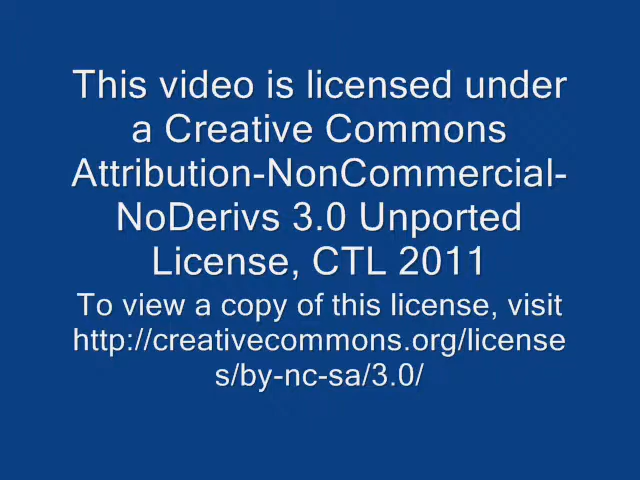 This video is licensed under
a Creative Commons
Attribution-NonCommercial-
NoDerivs 3.0 Unported
License, CTL 2011
To view a copy of this license, visit
http://creativecommons.org/license
s/by-nc-sa/3.0/